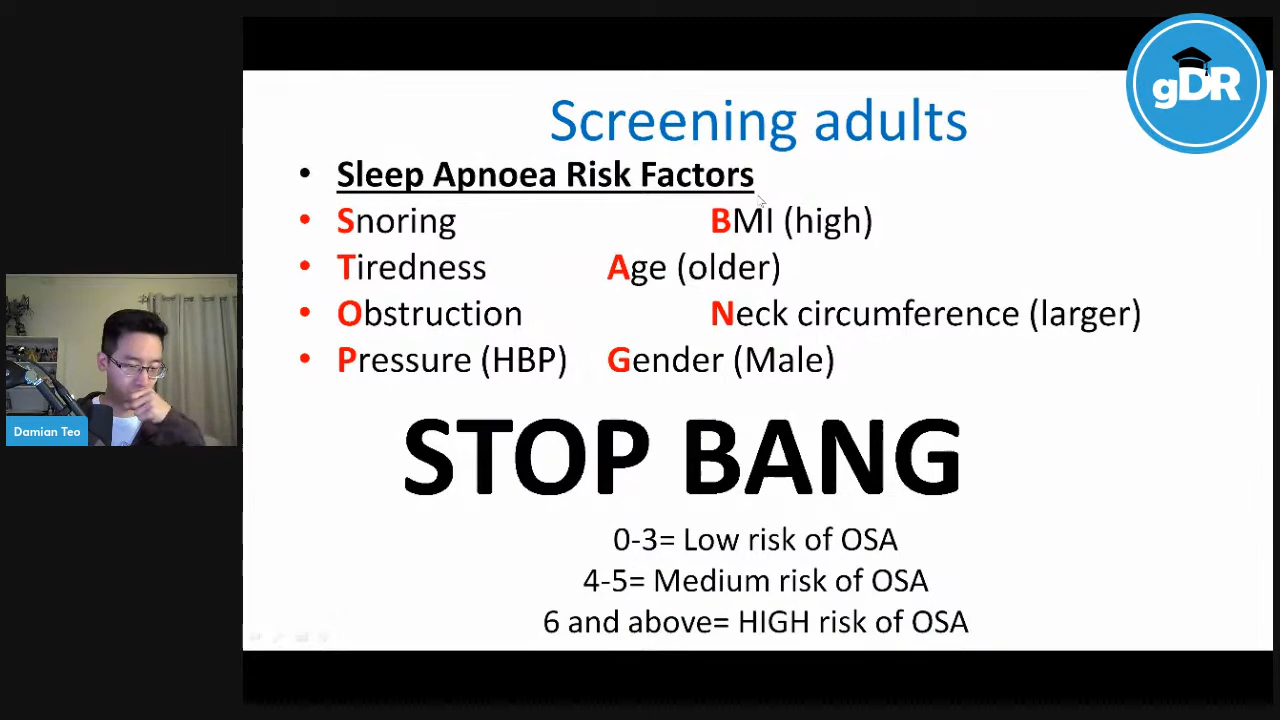 gDR
Screening adults
• Sleep Apnoea Risk Factors
• Snoring BMI (high)
• Tiredness Age (older)
• Obstruction Neck circumference (larger)
• Pressure (HBP) Gender (Male)
STOP BANG
0-3= Low risk of OSA
4-5= Medium risk of OSA
6 and above= HIGH risk of OSA
Damian Teo